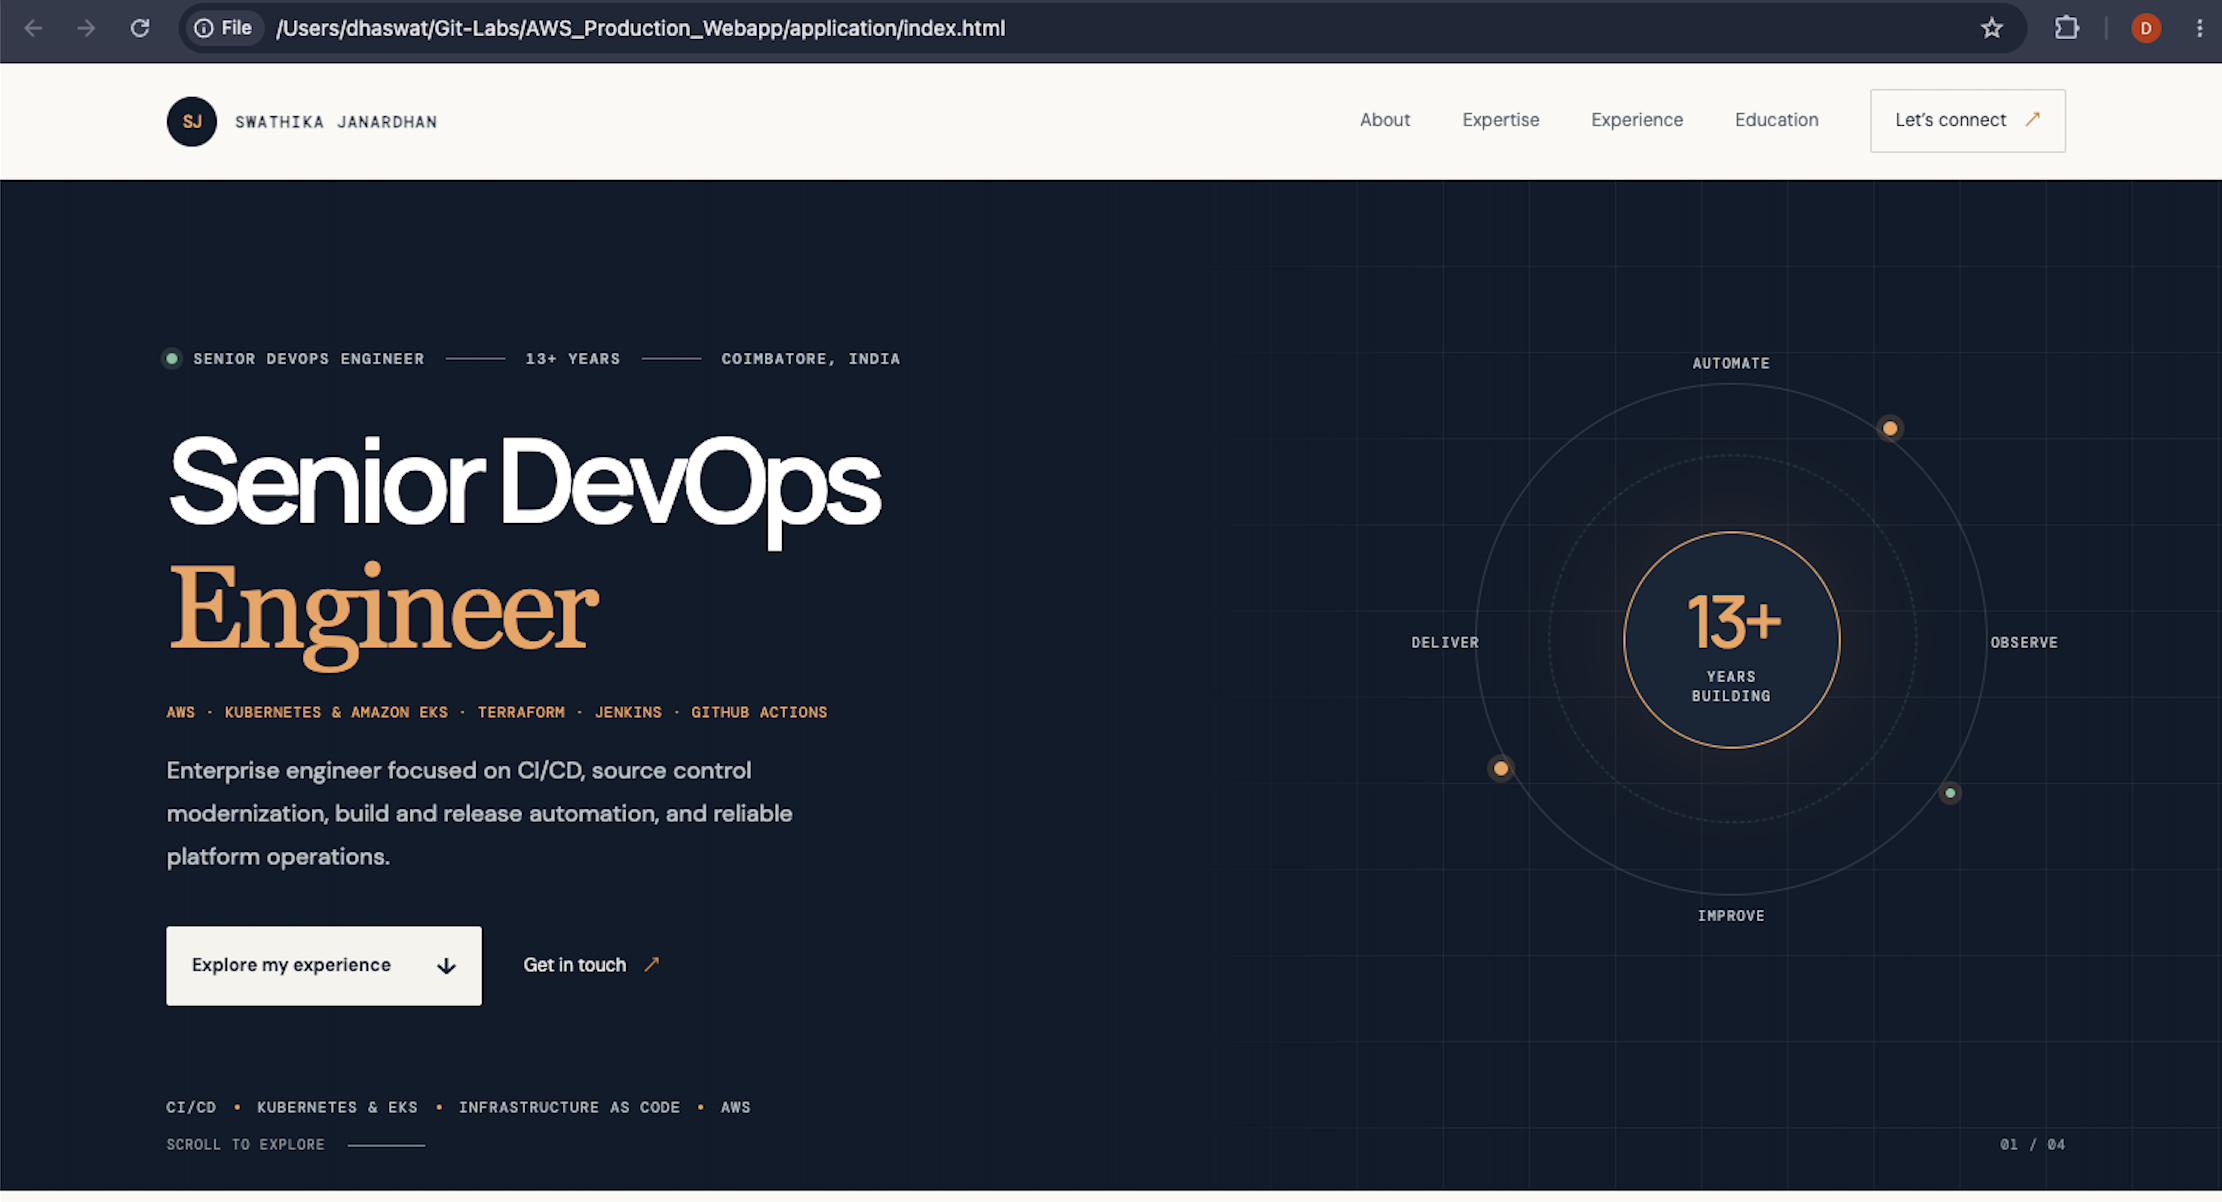 File /Users/dhaswat/Git-Labs/AWS_Production_Webapp/application/index.html
D
SJ SWATHIKA JANARDHAN
About Expertise Experience Education Let's connect ↗
SENIOR DEVOPS ENGINEER 13+ YEARS COIMBATORE, INDIA
Senior DevOps
Engineer
AWS · KUBERNETES & AMAZON EKS · TERRAFORM · JENKINS · GITHUB ACTIONS
Enterprise engineer focused on CI/CD, source control
modernization, build and release automation, and reliable
platform operations.
Explore my experience ↓ Get in touch ↗
AUTOMATE
DELIVER
13+
YEARS
BUILDING
OBSERVE
IMPROVE
CI/CD • KUBERNETES & EKS • INFRASTRUCTURE AS CODE • AWS
SCROLL TO EXPLORE
01 / 04